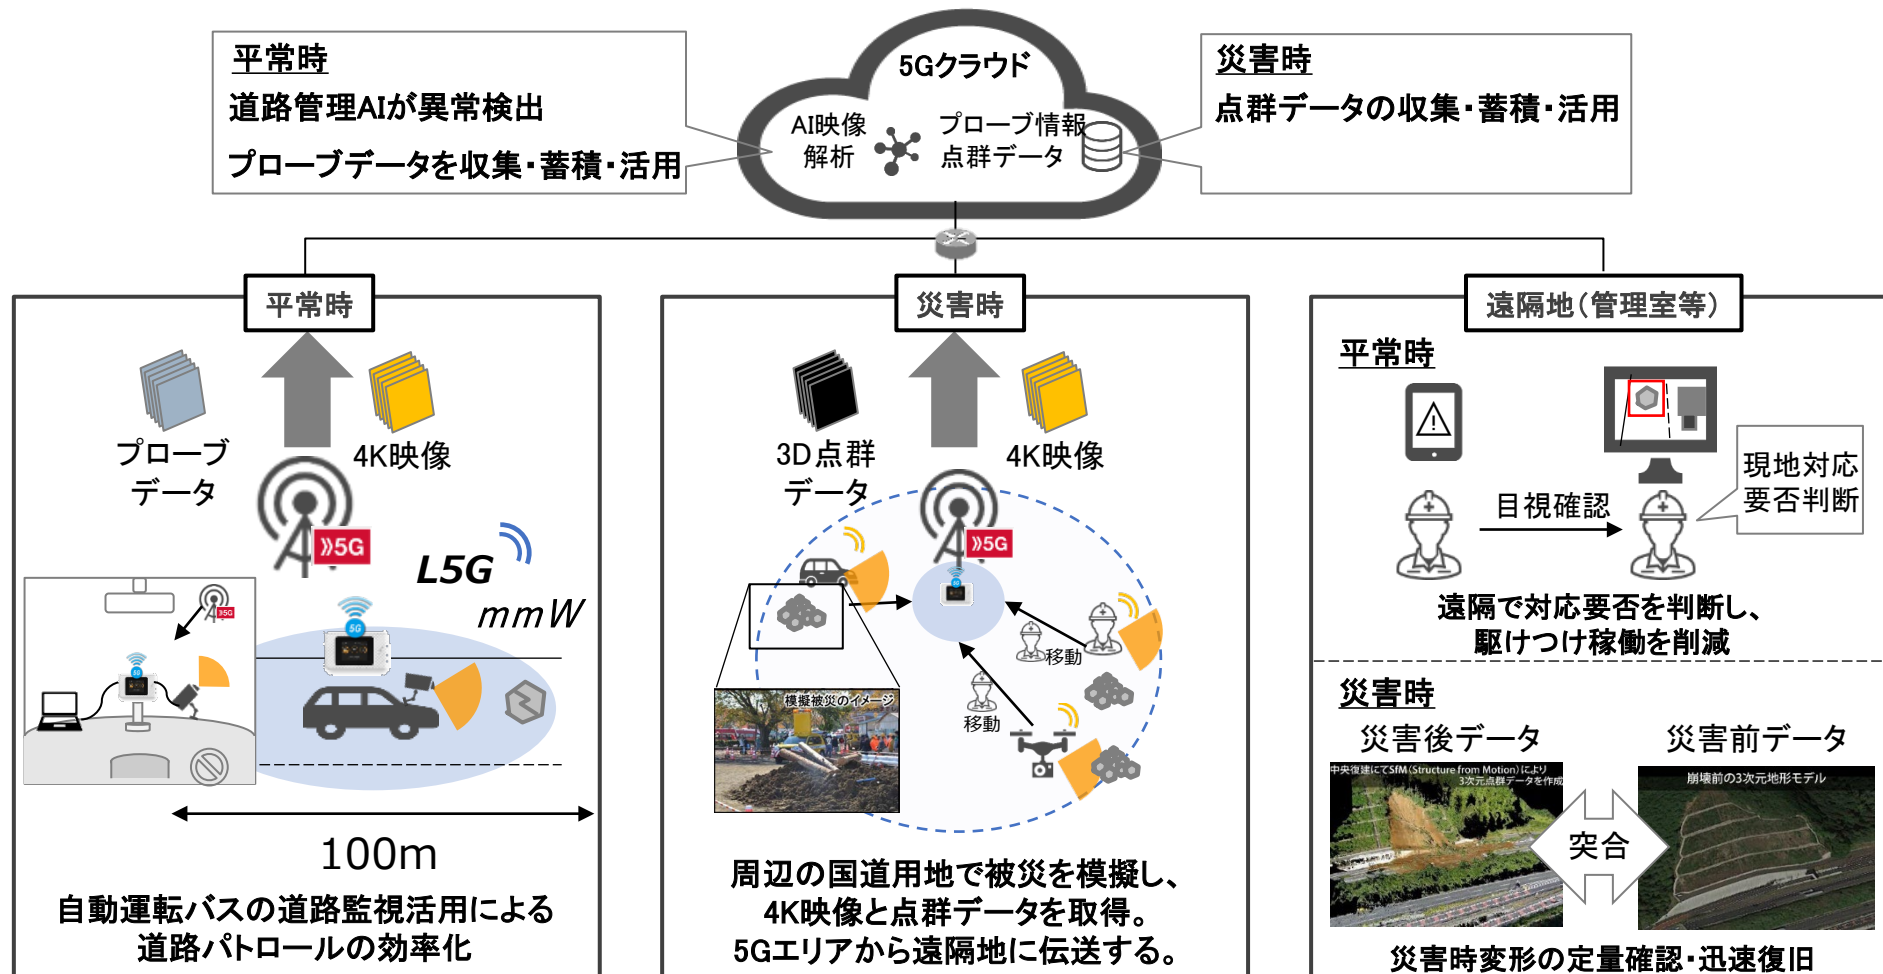 平常時
道路管理AIが異常検出
プローブデータを収集・蓄積・活用
5Gクラウド
AI映像
解析
プローブ情報
点群データ
災害時
点群データの収集・蓄積・活用
平常時
プローブ
データ
4K映像
5G
L5G
mmW
5G
5G
100m
自動運転バスの道路監視活用による
道路パトロールの効率化
災害時
3D点群
データ
4K映像
5G
5G
移動
移動
模擬被災のイメージ
周辺の国道用地で被災を模擬し、
4K映像と点群データを取得。
5Gエリアから遠隔地に伝送する。
遠隔地(管理室等)
平常時
目視確認
現地対応
要否判断
遠隔で対応要否を判断し、
駆けつけ稼働を削減
災害時
災害後データ
災害前データ
中央復建にてSfM(Structure from Motion)により
3次元点群データを作成
崩壊前の3次元地形モデル
突合
災害時変形の定量確認・迅速復旧